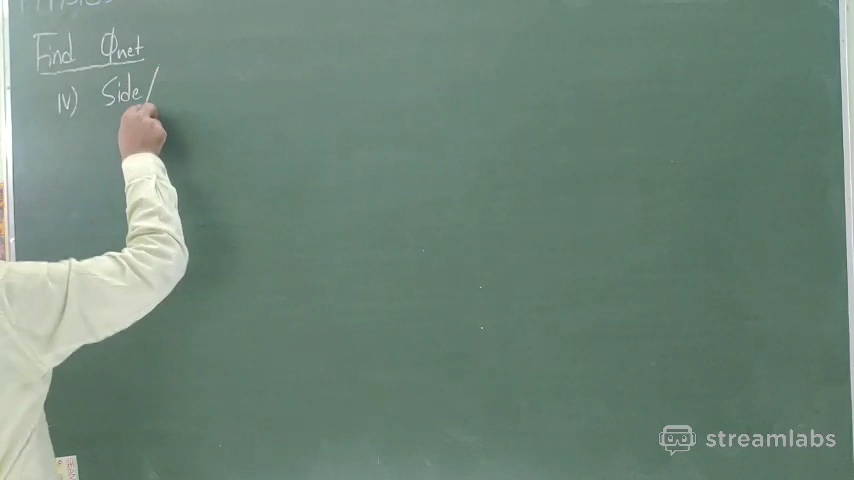 Find Φnet
IV) Side/
streamlabs